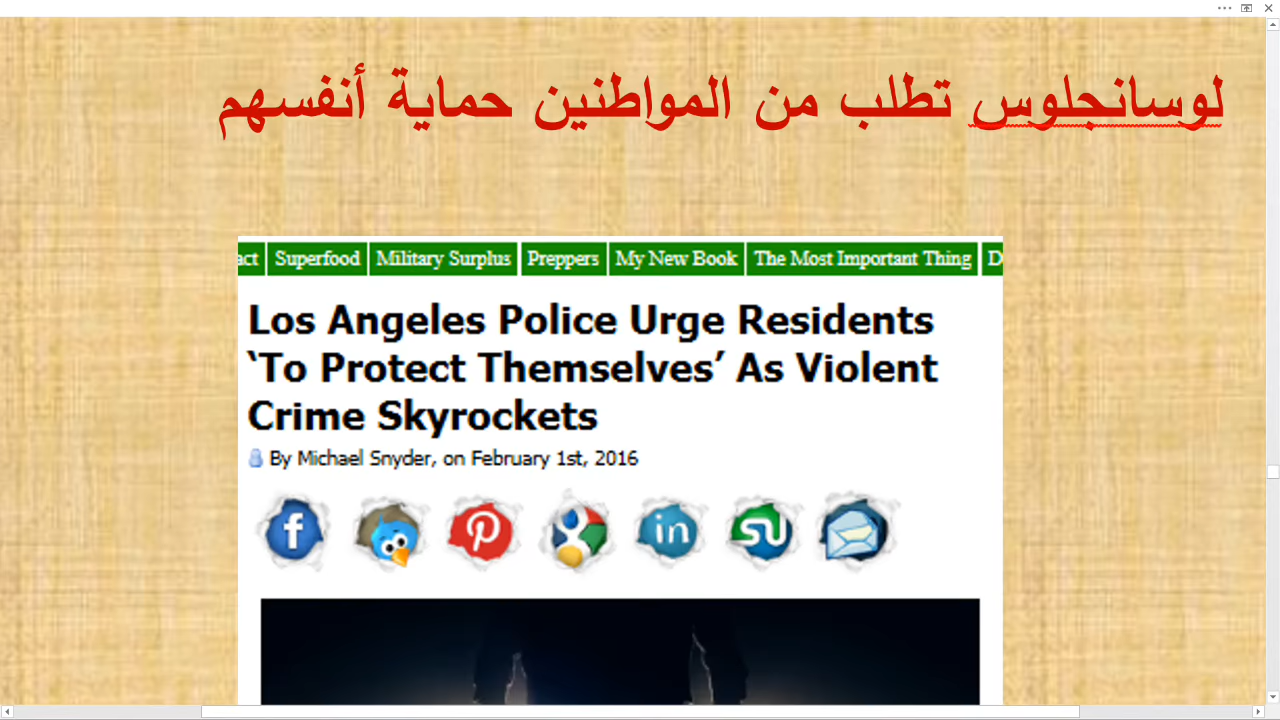 لوسانجلوس تطلب من المواطنين حماية أنفسهم
act Superfood Military Surplus Preppers My New Book The Most Important Thing D
Los Angeles Police Urge Residents
‘To Protect Themselves’ As Violent
Crime Skyrockets
By Michael Snyder, on February 1st, 2016